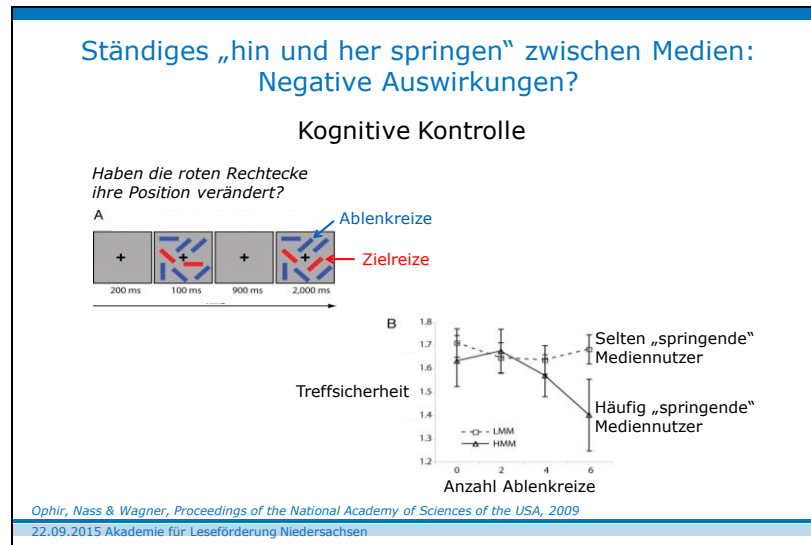 Ständiges „hin und her springen“ zwischen Medien:
Negative Auswirkungen?
Kognitive Kontrolle
Haben die roten Rechtecke
ihre Position verändert?
A
Ablenkreize
Zielreize
200 ms
100 ms
900 ms
2,000 ms
B
1.8
1.7
1.6
1.5
1.4
1.3
1.2
Treffsicherheit
LMM
HMM
0
2
4
6
Anzahl Ablenkreize
Selten „springende“
Mediennutzer
Häufig „springende“
Mediennutzer
Ophir, Nass & Wagner, Proceedings of the National Academy of Sciences of the USA, 2009
22.09.2015 Akademie für Leseförderung Niedersachsen